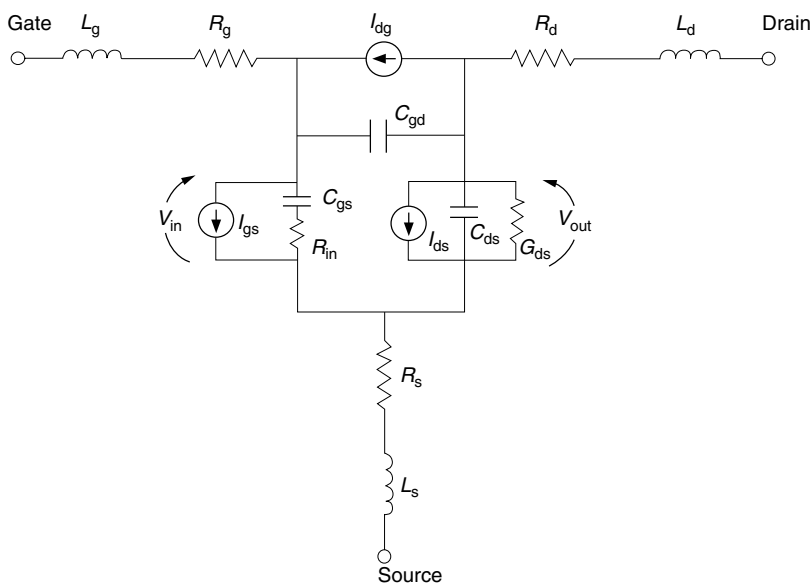 Gate
Lg
Rg
Idg
Rd
Ld
Drain
Cgd
Vin
Igs
Cgs
Rin
Ids
Cds
Gds
Vout
Rs
Ls
Source